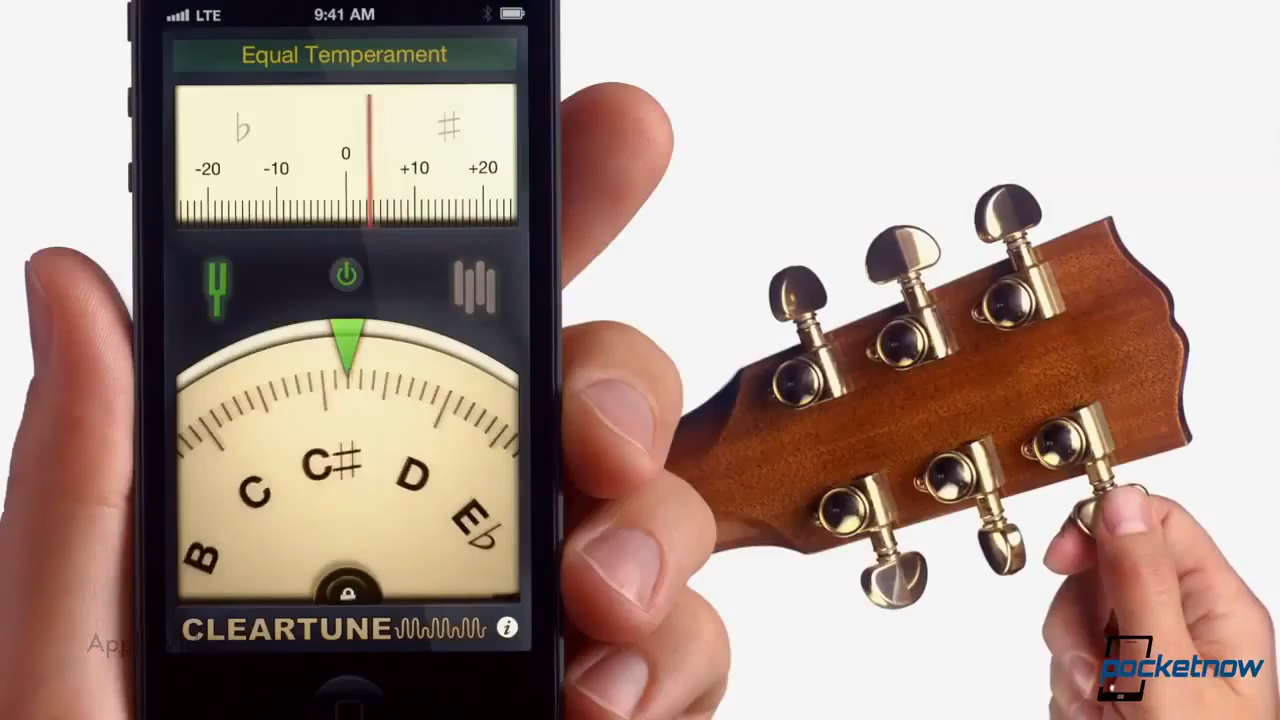 LTE 9:41 AM
Equal Temperament
♭ ♯
-20 -10 0 +10 +20
B C C♯ D E♭
CLEARTUNE
i
pocketnow